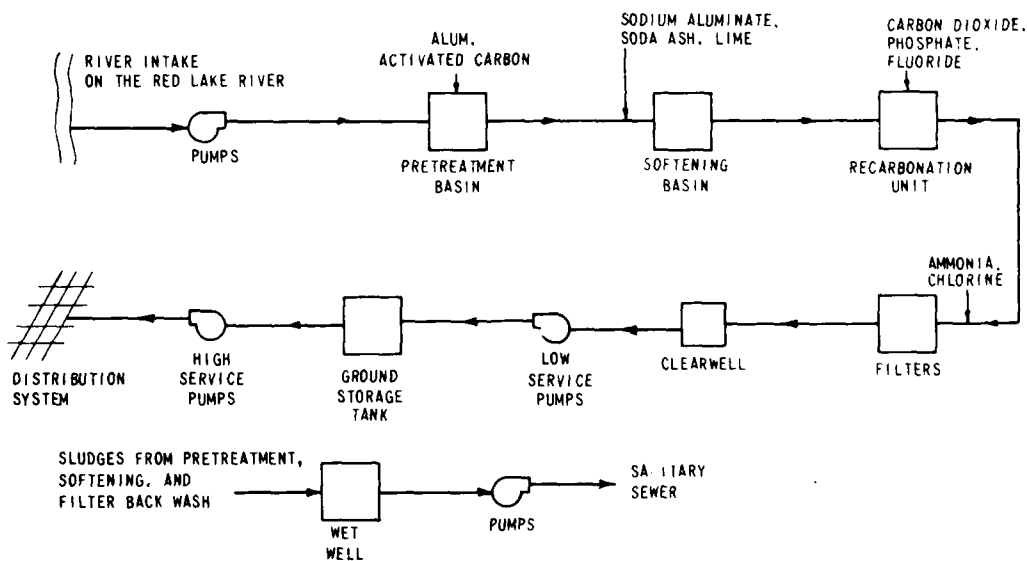 RIVER INTAKE
ON THE RED LAKE RIVER
PUMPS
ALUM,
ACTIVATED CARBON
PRETREATMENT
BASIN
SODIUM ALUMINATE,
SODA ASH, LIME
SOFTENING
BASIN
CARBON DIOXIDE,
PHOSPHATE,
FLUORIDE
RECARBONATION
UNIT
AMMONIA,
CHLORINE
FILTERS
CLEARWELL
LOW
SERVICE
PUMPS
GROUND
STORAGE
TANK
HIGH
SERVICE
PUMPS
DISTRIBUTION
SYSTEM
SLUDGES FROM PRETREATMENT,
SOFTENING, AND
FILTER BACK WASH
WET
WELL
PUMPS
SEWER